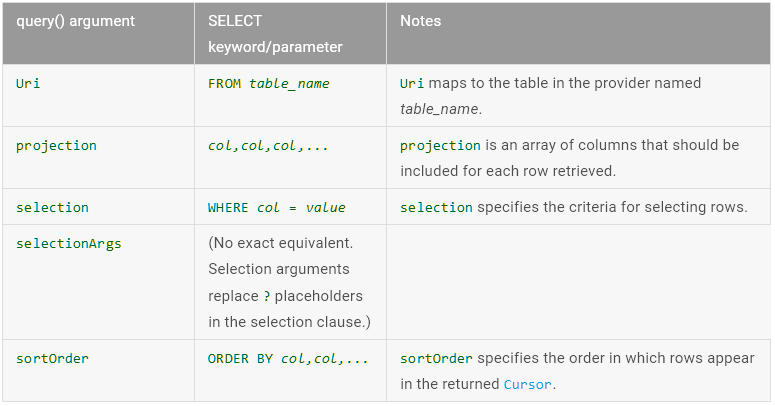 query() argument
SELECT
keyword/parameter
Notes
Uri
FROM table_name
Uri maps to the table in the provider named
table_name.
projection
col,col,col,...
projection is an array of columns that should be
included for each row retrieved.
selection
WHERE col = value
selection specifies the criteria for selecting rows.
selectionArgs
(No exact equivalent.
Selection arguments
replace ? placeholders
in the selection clause.)
sortOrder
ORDER BY col,col,...
sortOrder specifies the order in which rows appear
in the returned Cursor.